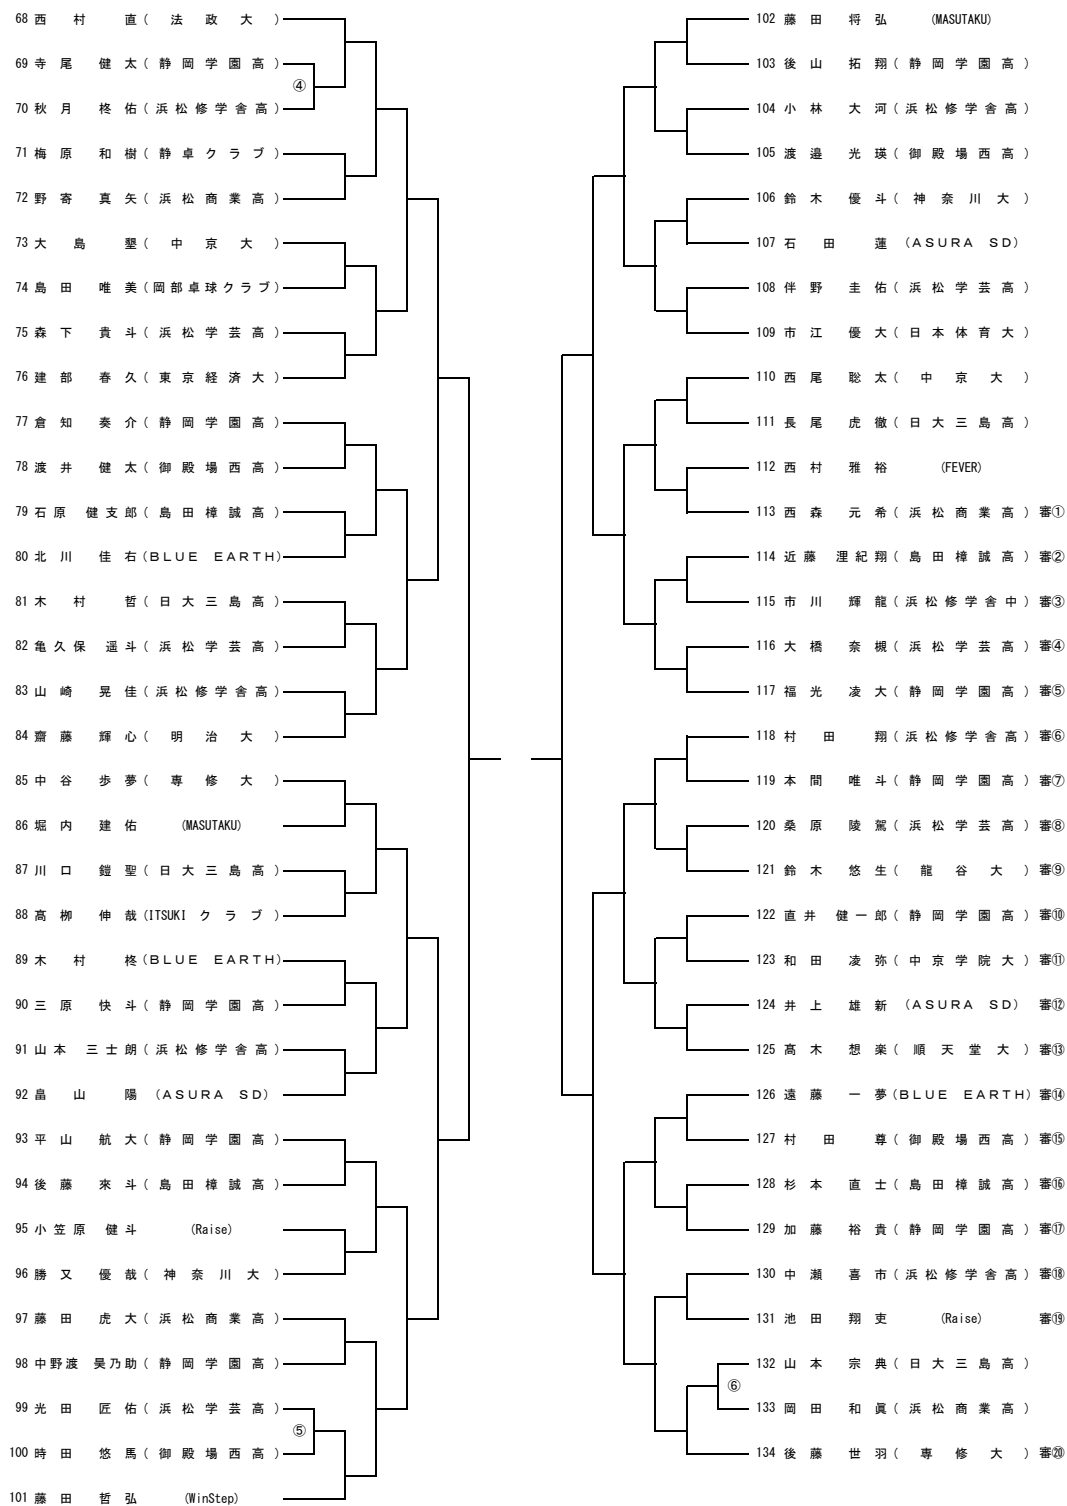 68 西村 直 (法政大)
69 寺尾 健太 (静岡学園高)
④
70 秋月 柊佑 (浜松修学舎高)
71 梅原 和樹 (静卓クラブ)
72 野寄 真矢 (浜松商業高)
73 大島 塁 (中京大)
74 島田 唯美 (岡部卓球クラブ)
75 森下 貴斗 (浜松学芸高)
76 建部 春久 (東京経済大)
77 倉知 奏介 (静岡学園高)
78 渡井 健太 (御殿場西高)
79 石原 健支郎 (島田樟誠高)
80 北川 佳右 (BLUE EARTH)
81 木村 哲 (日大三島高)
82 亀久保 遥斗 (浜松学芸高)
83 山崎 晃佳 (浜松修学舎高)
84 齋藤 輝心 (明治大)
85 中谷 歩夢 (専修大)
86 堀内 建佑 (MASUTAKU)
87 川口 鎧聖 (日大三島高)
88 髙柳 伸哉 (ITSUKI クラブ)
89 木村 柊 (BLUE EARTH)
90 三原 快斗 (静岡学園高)
91 山本 三士朗 (浜松修学舎高)
92 畠山 陽 (ASURA SD)
93 平山 航大 (静岡学園高)
94 後藤 來斗 (島田樟誠高)
95 小笠原 健斗 (Raise)
96 勝又 優哉 (神奈川大)
97 藤田 虎大 (浜松商業高)
98 中野渡 昊乃助 (静岡学園高)
99 光田 匠佑 (浜松学芸高)
⑤
100 時田 悠馬 (御殿場西高)
101 藤田 哲弘 (WinStep)
102 藤田 将弘 (MASUTAKU)
103 後山 拓翔 (静岡学園高)
104 小林 大河 (浜松修学舎高)
105 渡邉 光瑛 (御殿場西高)
106 鈴木 優斗 (神奈川大)
107 石田 蓮 (ASURA SD)
108 伴野 圭佑 (浜松学芸高)
109 市江 優大 (日本体育大)
110 西尾 聡太 (中京大)
111 長尾 虎徹 (日大三島高)
112 西村 雅裕 (FEVER)
113 西森 元希 (浜松商業高) 審①
114 近藤 浬紀翔 (島田樟誠高) 審②
115 市川 輝龍 (浜松修学舎中) 審③
116 大橋 奈槻 (浜松学芸高) 審④
117 福光 凌大 (静岡学園高) 審⑤
118 村田 翔 (浜松修学舎高) 審⑥
119 本間 唯斗 (静岡学園高) 審⑦
120 桑原 陵駕 (浜松学芸高) 審⑧
121 鈴木 悠生 (龍谷大) 審⑨
122 直井 健一郎 (静岡学園高) 審⑩
123 和田 凌弥 (中京学院大) 審⑪
124 井上 雄新 (ASURA SD) 審⑫
125 髙木 想楽 (順天堂大) 審⑬
126 遠藤 一夢 (BLUE EARTH) 審⑭
127 村田 尊 (御殿場西高) 審⑮
128 杉本 直士 (島田樟誠高) 審⑯
129 加藤 裕貴 (静岡学園高) 審⑰
130 中瀬 喜市 (浜松修学舎高) 審⑱
131 池田 翔吏 (Raise) 審⑲
132 山本 宗典 (日大三島高)
⑥
133 岡田 和眞 (浜松商業高)
134 後藤 世羽 (専修大) 審⑳